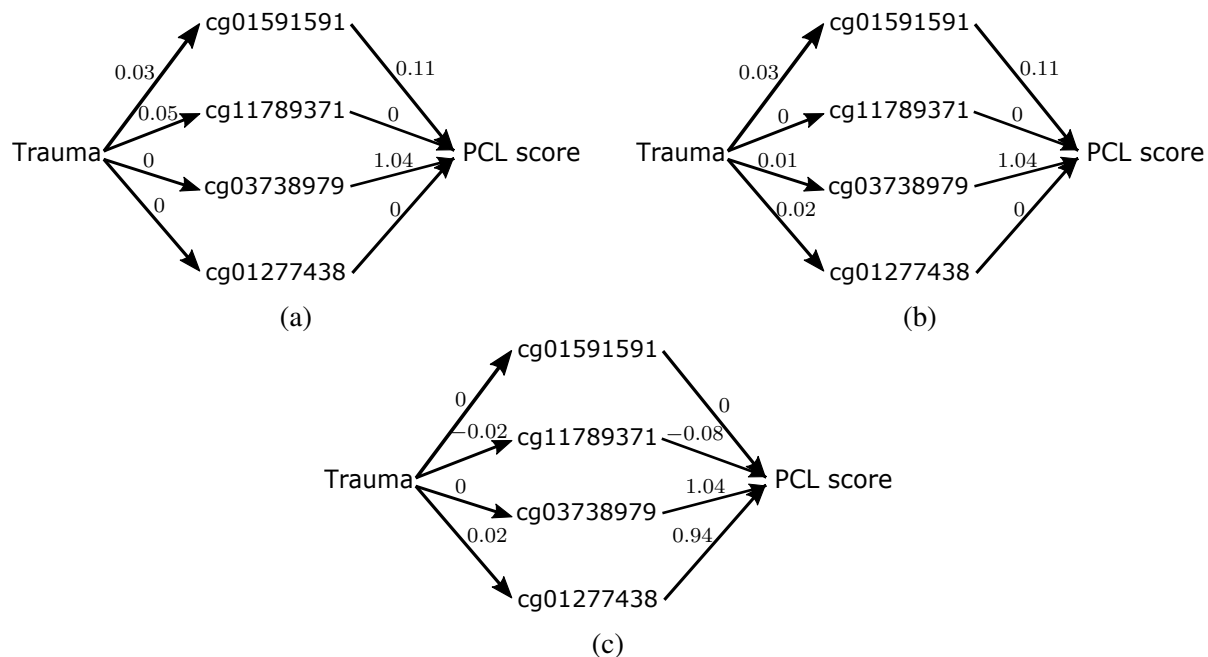 cg01591591
0.03
0.11
0.05
cg11789371
0
Trauma
0
1.04
PCL score
cg03738979
0
0
cg01277438
(a)
cg01591591
0.03
0.11
0
cg11789371
0
Trauma
0.01
1.04
PCL score
cg03738979
0.02
0
cg01277438
(b)
cg01591591
0
0
−0.02
cg11789371
−0.08
Trauma
0
1.04
PCL score
cg03738979
0.02
0.94
cg01277438
(c)